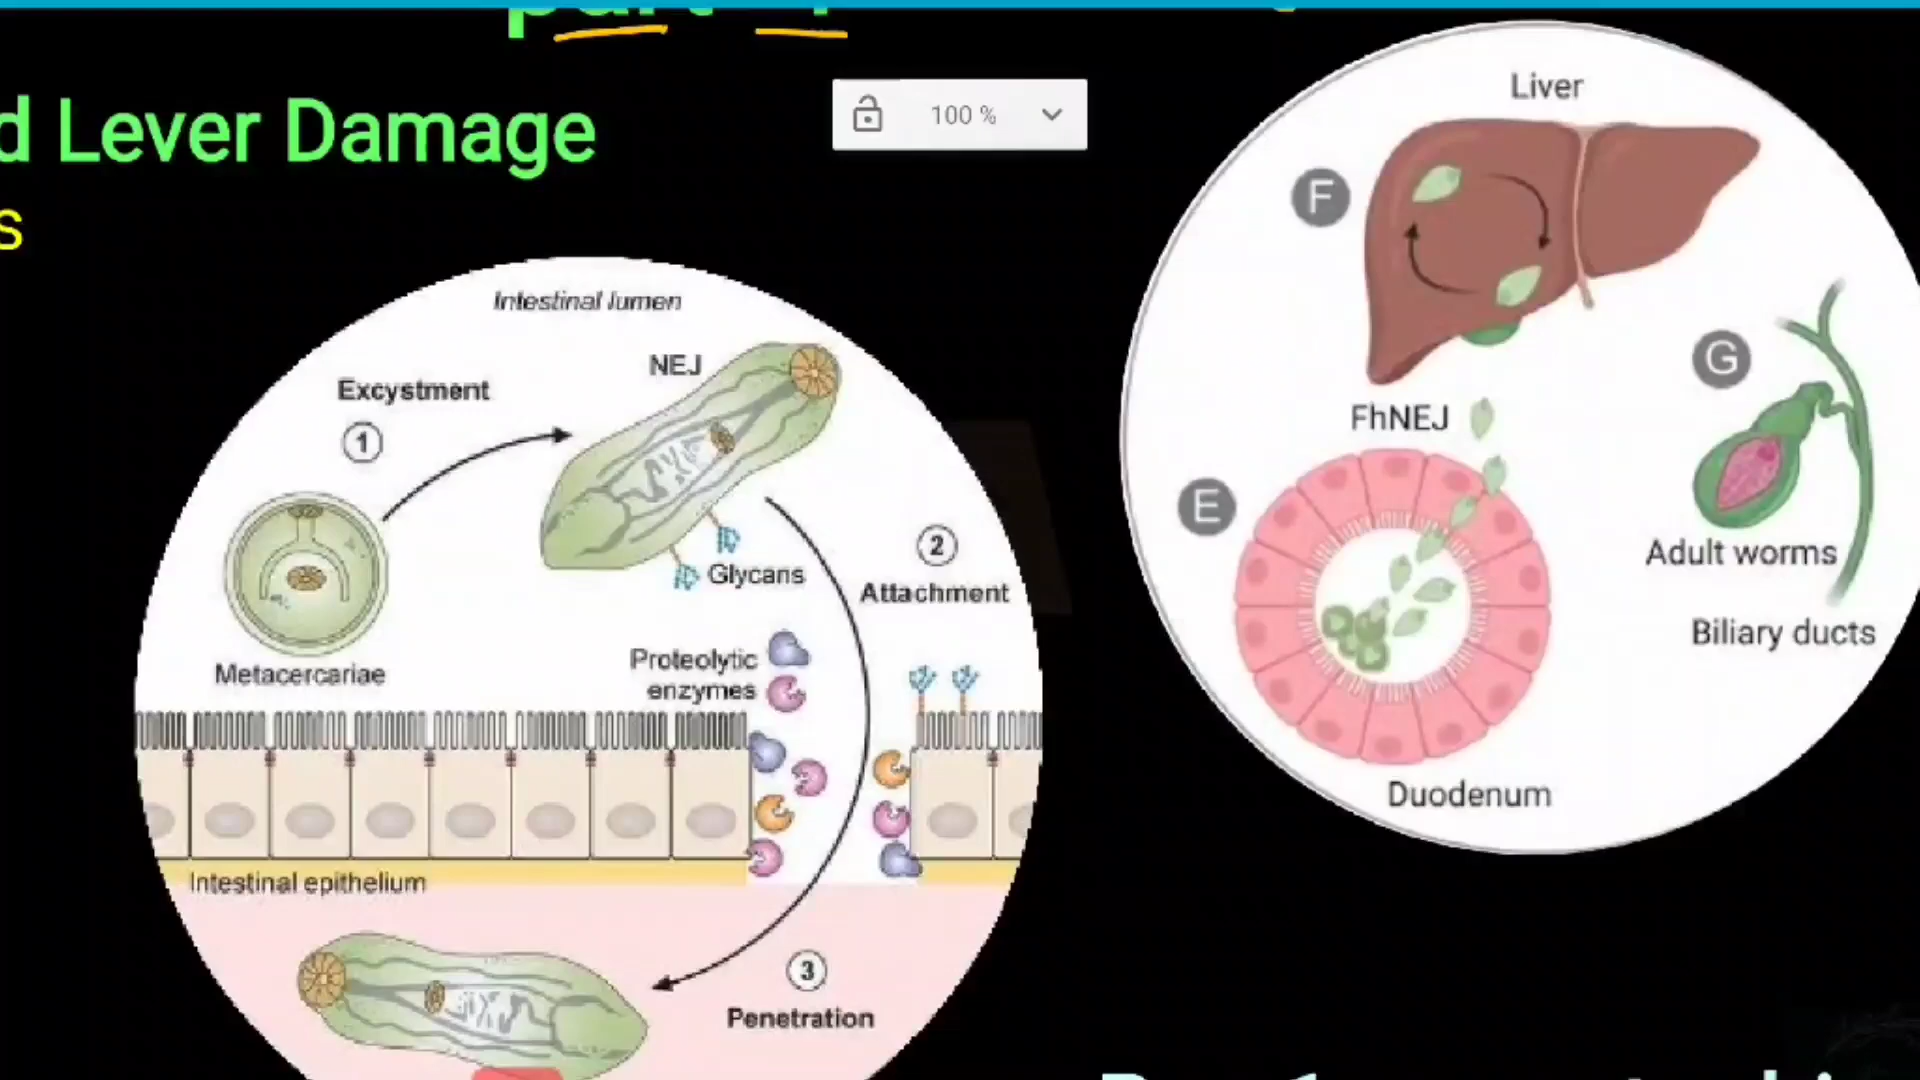 part
d Lever Damage
s
100 %
Intestinal lumen
NEJ
Excystment
1
Glycans
2
Attachment
Metacercariae
Proteolytic
enzymes
Intestinal epithelium
3
Penetration
Liver
F
G
FhNEJ
E
Adult worms
Biliary ducts
Duodenum